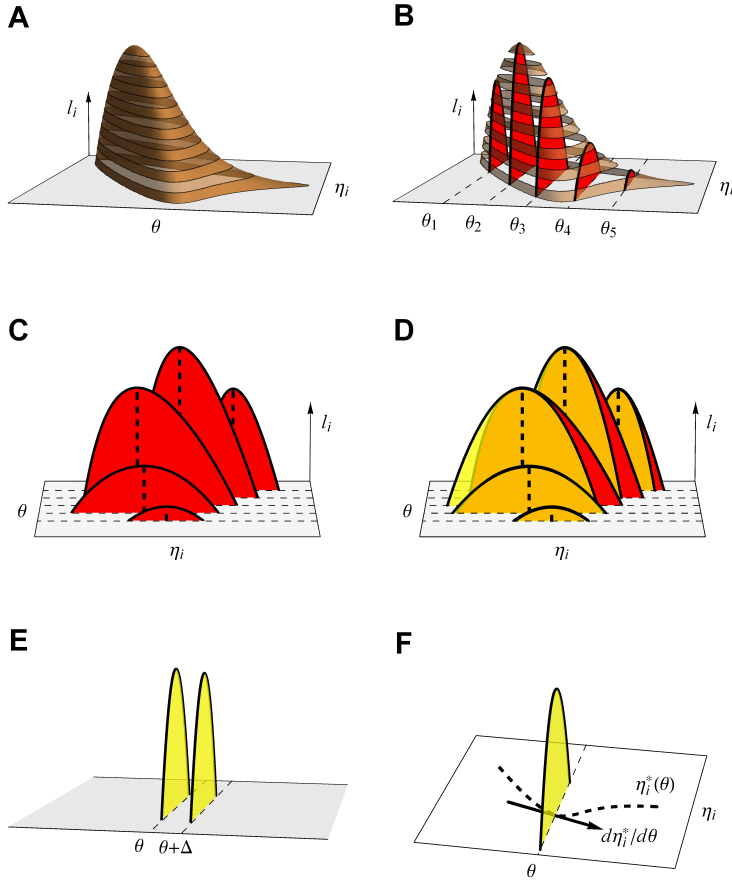 A
B
l_i
l_i
η_i
η_i
θ
θ_1 θ_2 θ_3 θ_4 θ_5
C
D
l_i
l_i
θ
θ
η_i
η_i
E
F
η_i^*(θ)
η_i
dη_i^*/dθ
θ θ+Δ
θ